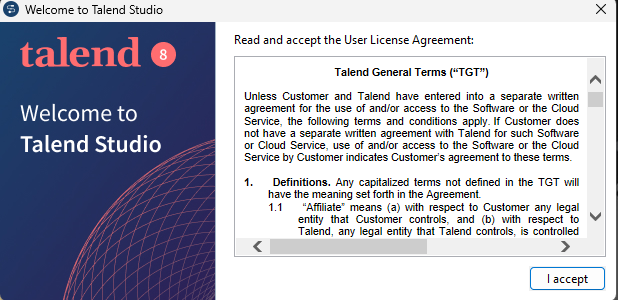 Welcome to Talend Studio
talend 8
Welcome to
Talend Studio
Read and accept the User License Agreement:
Talend General Terms (“TGT”)
Unless Customer and Talend have entered into a separate written
agreement for the use of and/or access to the Software or the Cloud
Service, the following terms and conditions apply. If Customer does
not have a separate written agreement with Talend for such Software
or Cloud Service, use of and/or access to the Software or the Cloud
Service by Customer indicates Customer’s agreement to these terms.
1. Definitions. Any capitalized terms not defined in the TGT will
have the meaning set forth in the Agreement.
1.1 “Affiliate” means (a) with respect to Customer any legal
entity that Customer controls, and (b) with respect to
Talend, any legal entity that Talend controls, is controlled
I accept